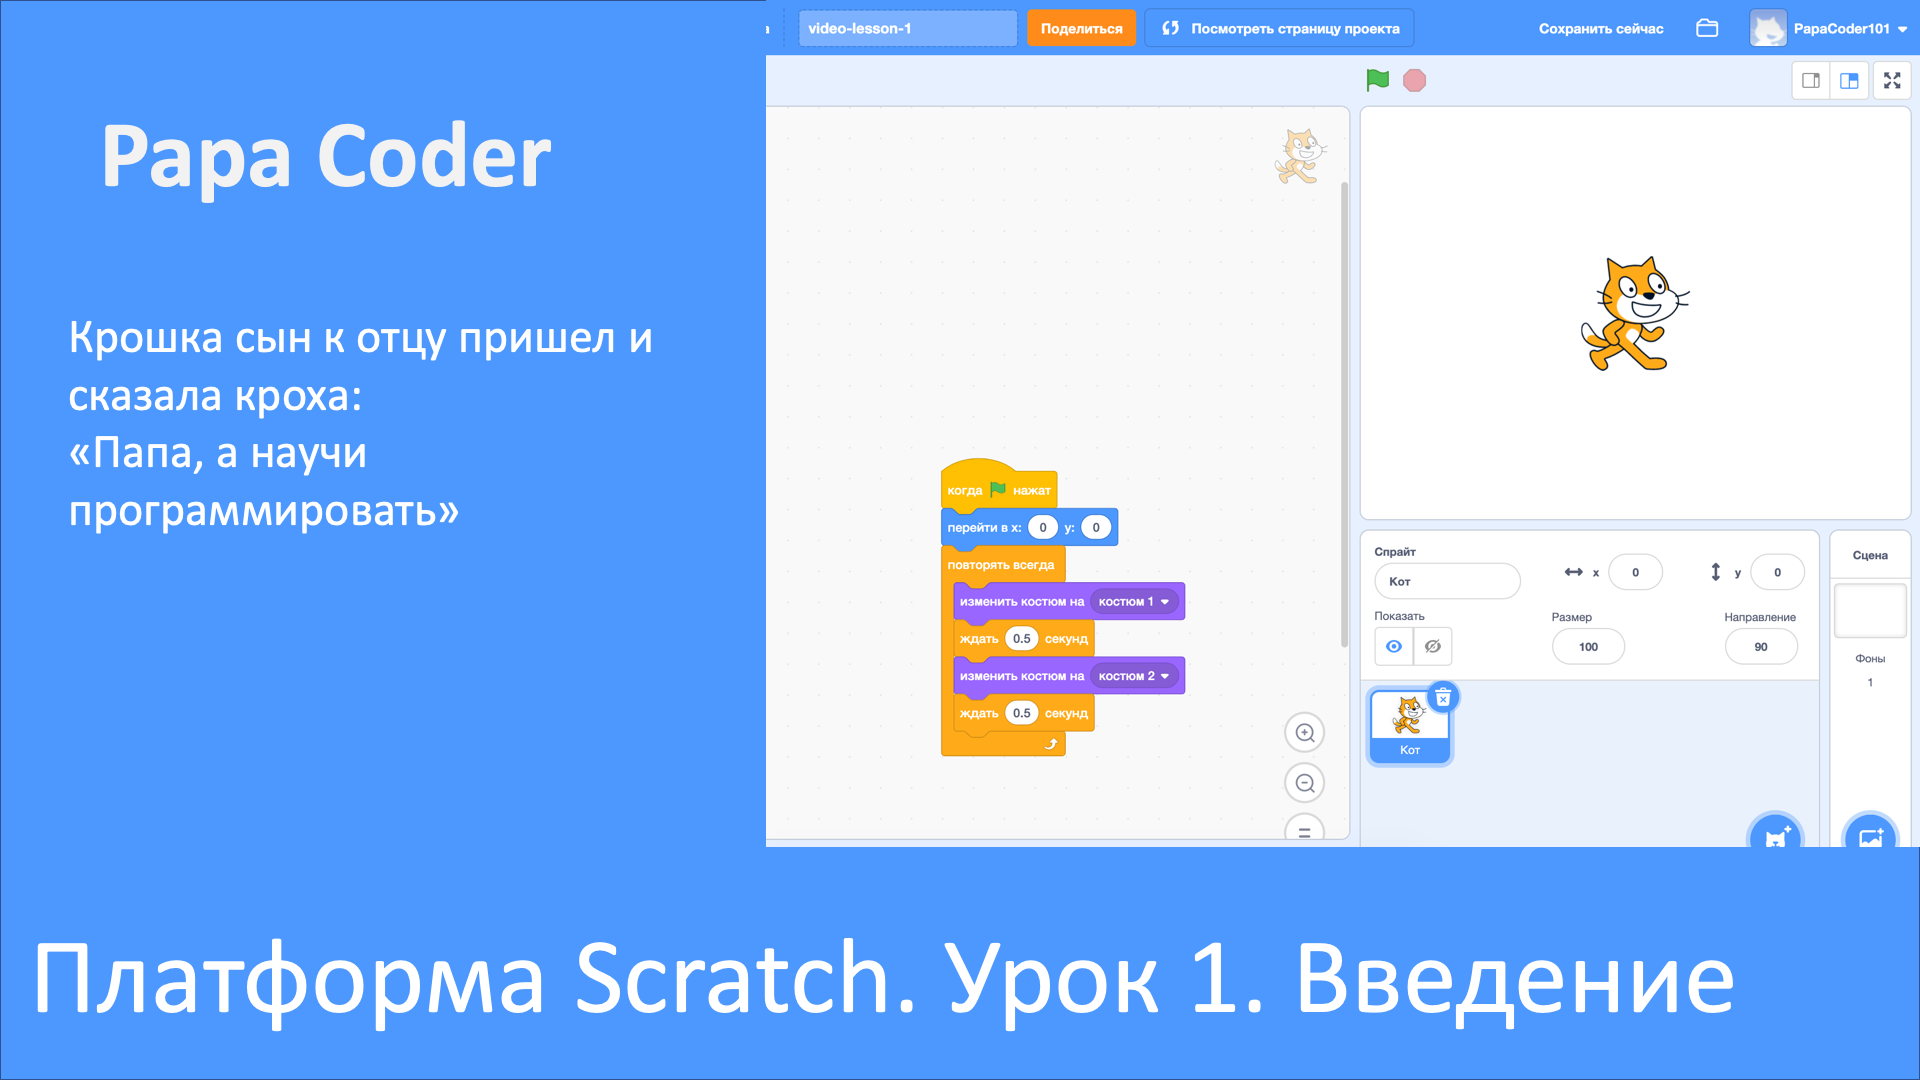 Papa Coder
Крошка сын к отцу пришел и
сказала кроха:
«Папа, а научи
программировать»
video-lesson-1
Поделиться
Посмотреть страницу проекта
Сохранить сейчас
PapaCoder101
когда нажат
перейти в x: 0 y: 0
повторять всегда
изменить костюм на костюм 1
ждать 0.5 секунд
изменить костюм на костюм 2
ждать 0.5 секунд
Спрайт
Кот
x 0
y 0
Показать
Размер
100
Направление
90
Кот
Сцена
Фоны
1
Платформа Scratch. Урок 1. Введение